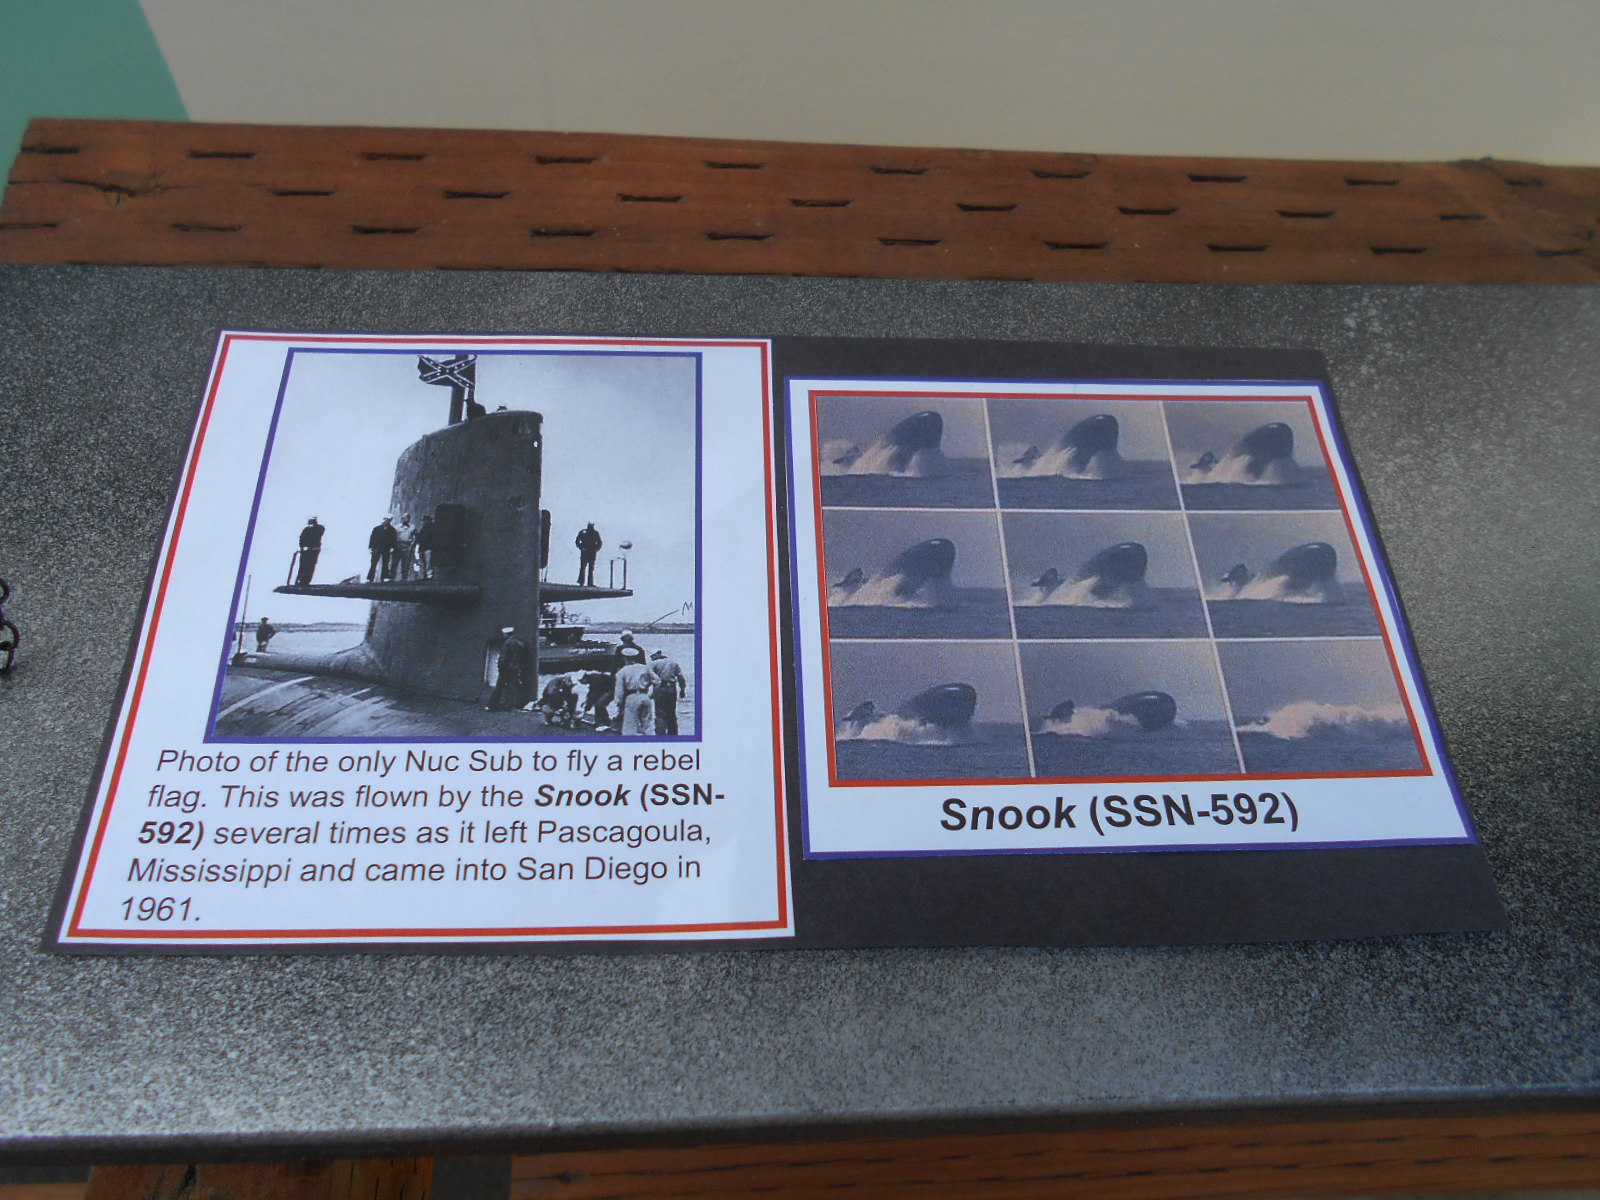 Photo of the only Nuc Sub to fly a rebel
flag. This was flown by the Snook (SSN-
592) several times as it left Pascagoula,
Mississippi and came into San Diego in
1961.
Snook (SSN-592)